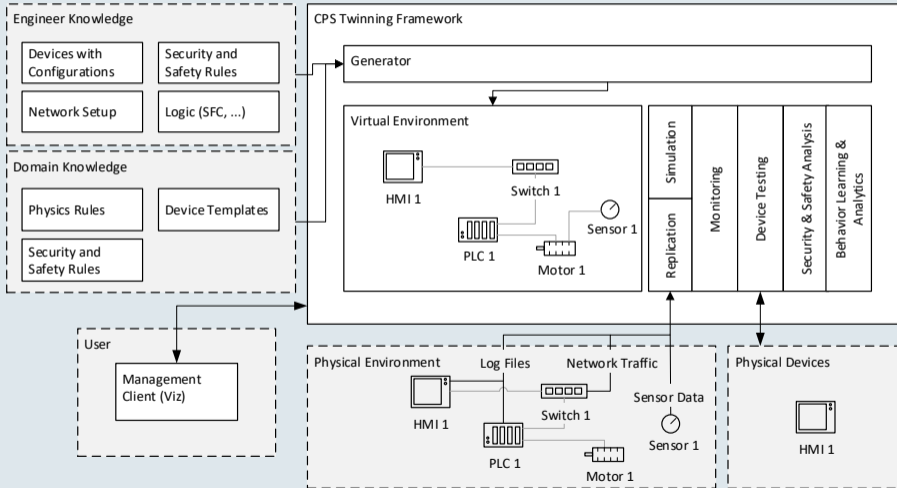 Engineer Knowledge
Devices with
Configurations
Security and
Safety Rules
Network Setup
Logic (SFC, ...)
Domain Knowledge
Physics Rules
Device Templates
Security and
Safety Rules
User
Management
Client (Viz)
CPS Twinning Framework
Generator
Virtual Environment
HMI 1
Switch 1
PLC 1
Motor 1
Sensor 1
Simulation
Replication
Monitoring
Device Testing
Security & Safety Analysis
Behavior Learning &
Analytics
Physical Environment
Log Files
Network Traffic
HMI 1
Switch 1
PLC 1
Motor 1
Sensor Data
Sensor 1
Physical Devices
HMI 1